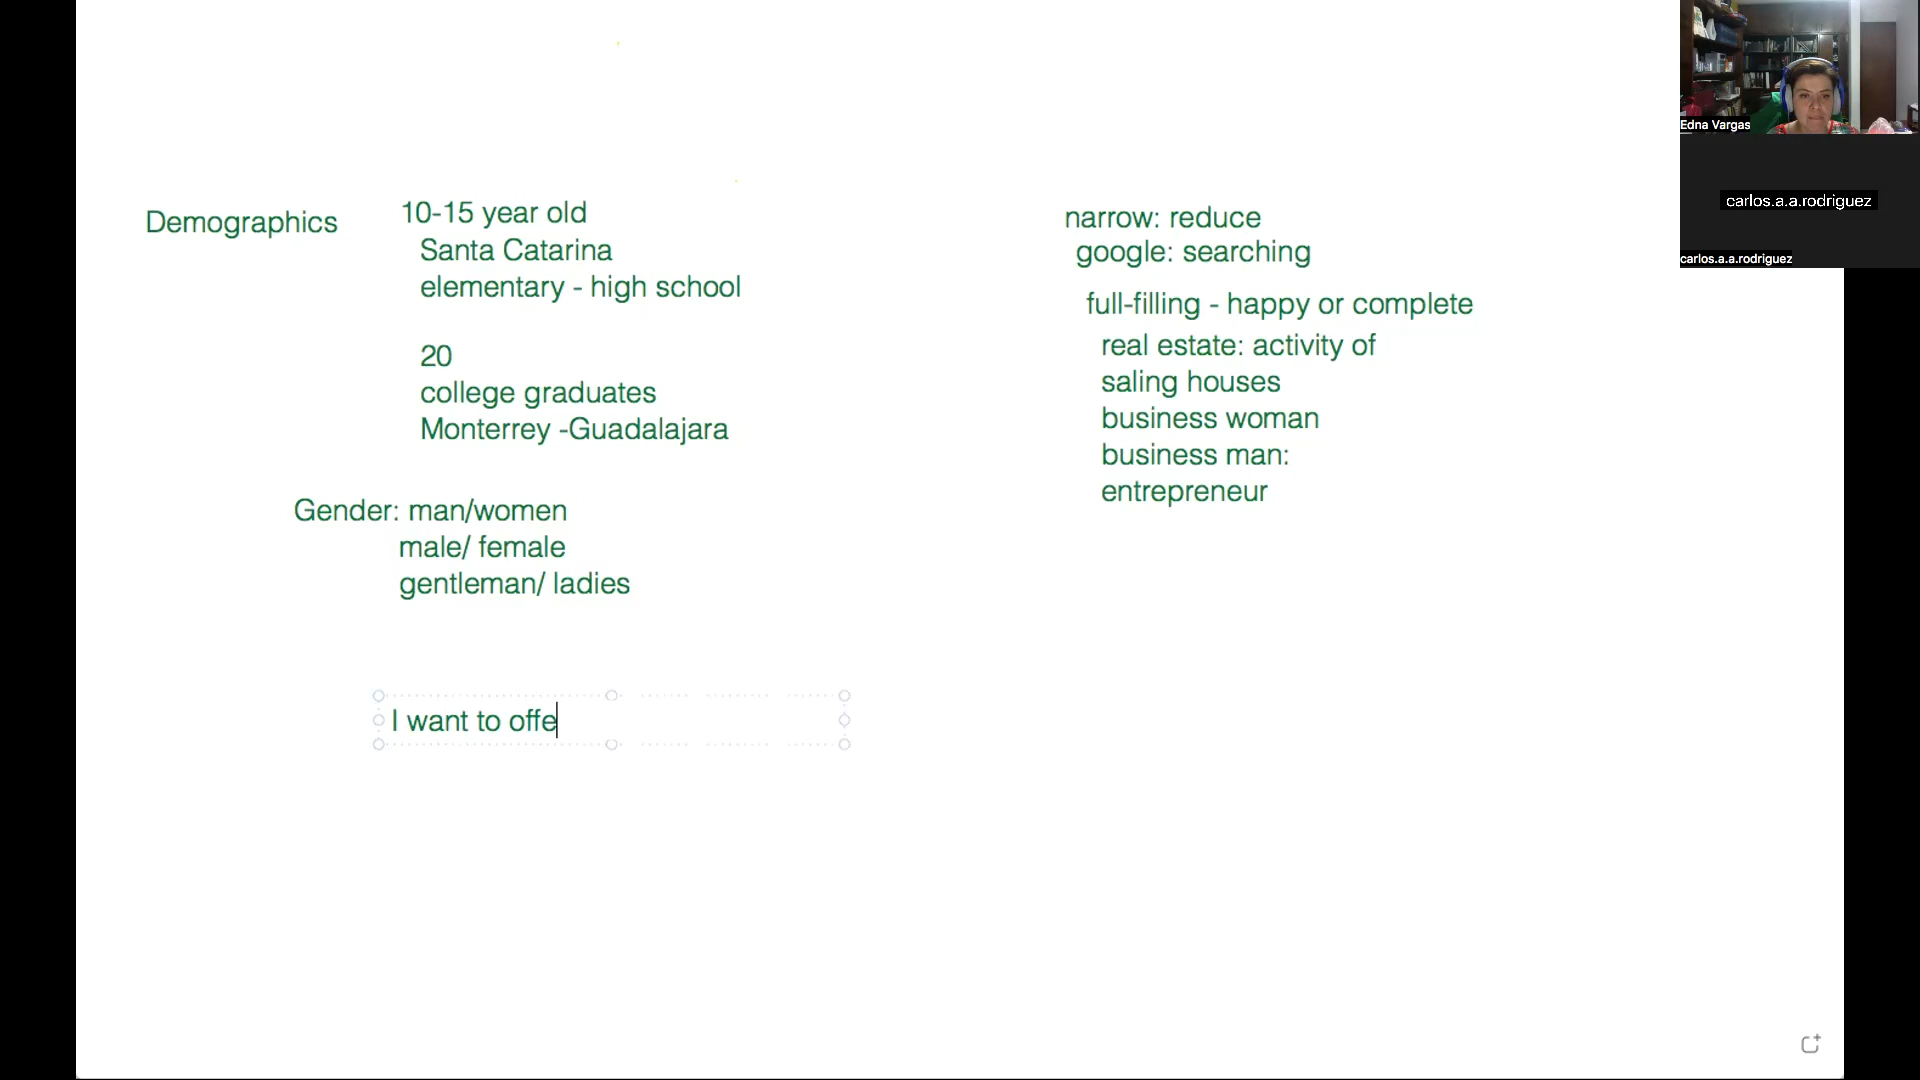 Demographics
10-15 year old
Santa Catarina
elementary - high school
20
college graduates
Monterrey -Guadalajara
Gender: man/women
male/ female
gentleman/ ladies
I want to offe
narrow: reduce
google: searching
full-filling - happy or complete
real estate: activity of
saling houses
business woman
business man:
entrepreneur
Edna Vargas
carlos.a.a.rodriguez
carlos.a.a.rodriguez